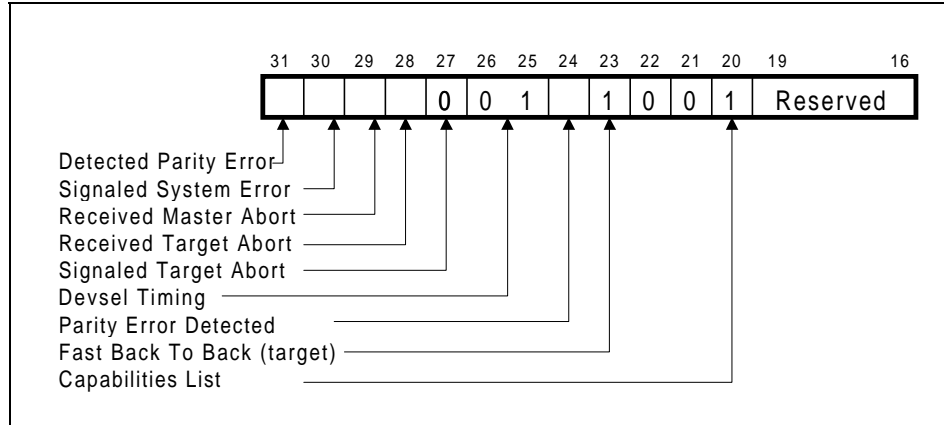 31 30 29 28 27 26 25 24 23 22 21 20 19 16
0 0 1 1 0 0 1 Reserved
Detected Parity Error
Signaled System Error
Received Master Abort
Received Target Abort
Signaled Target Abort
Devsel Timing
Parity Error Detected
Fast Back To Back (target)
Capabilities List